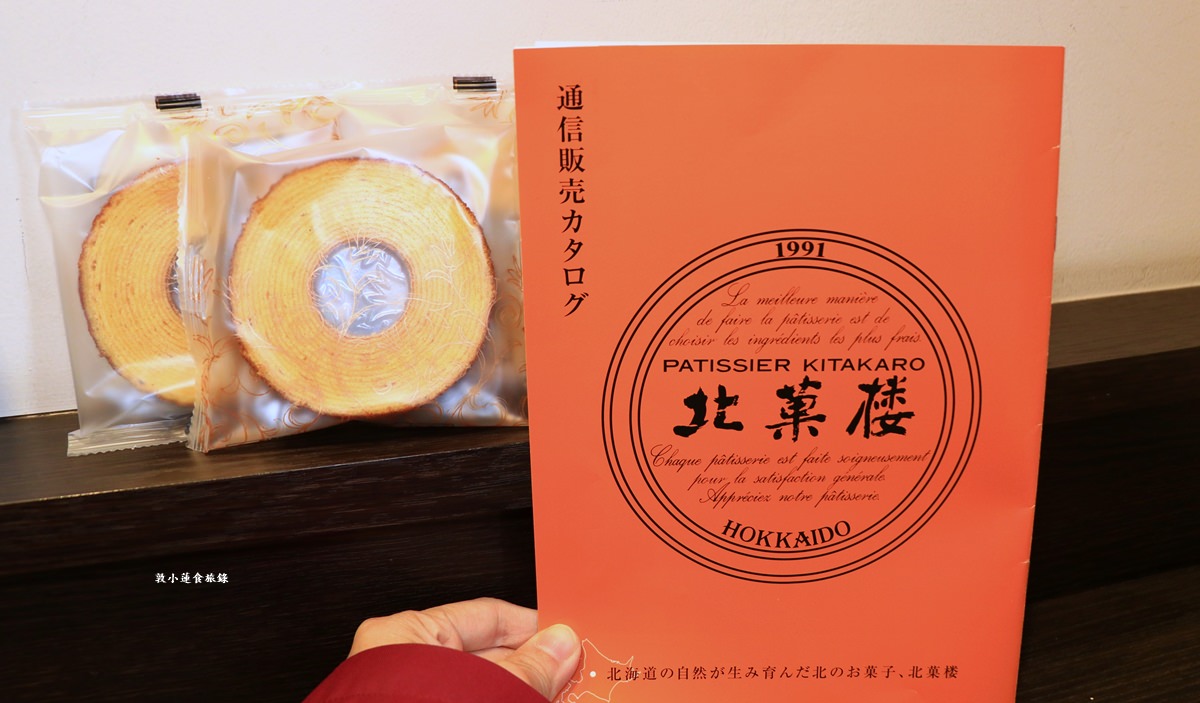 通信販売カタログ
1991
La meilleure manière
de faire la pâtisserie est de
choisir les ingrédients les plus frais.
PATISSIER KITAKARO
北菓楼
Chaque pâtisserie est faite soigneusement
pour la satisfaction générale.
Appréciez notre pâtisserie.
HOKKAIDO
北海道の自然が生み育んだ北のお菓子、北菓楼
敦小蓮食旅錄